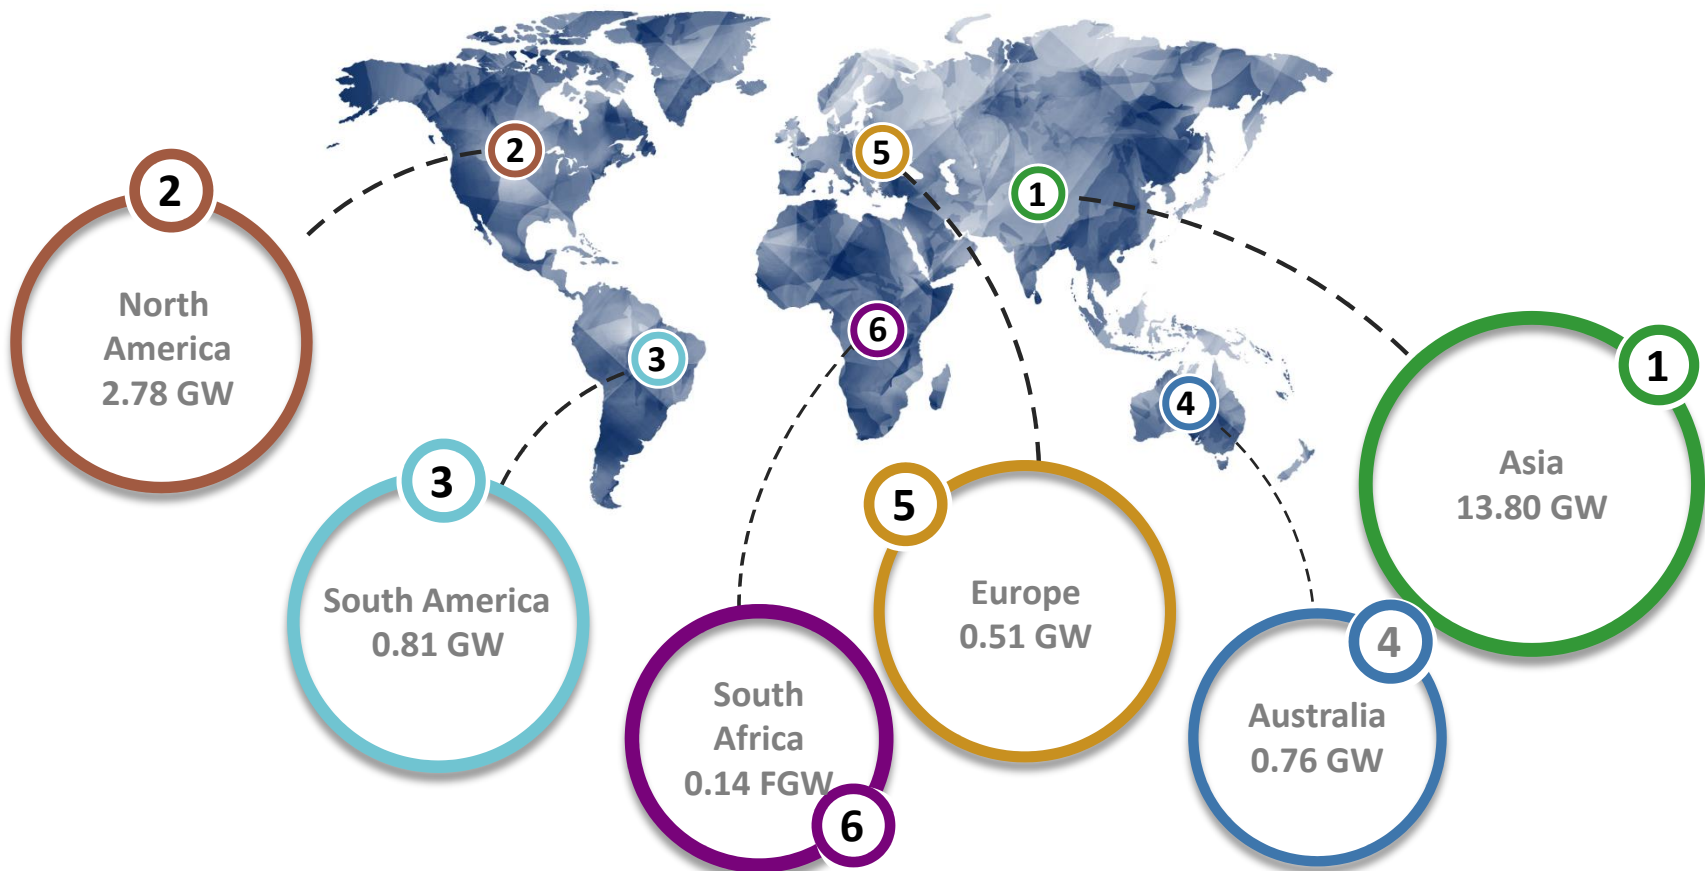 2
5
1
2
North
America
2.78 GW
6
3
4
1
Asia
13.80 GW
3
South America
0.81 GW
5
Europe
0.51 GW
4
Australia
0.76 GW
South
Africa
0.14 FGW
6